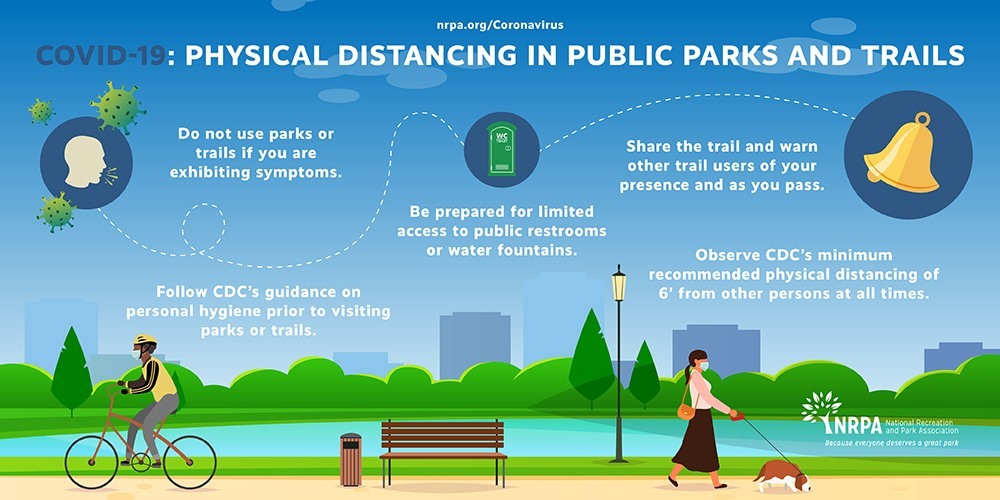 nrpa.org/Coronavirus
COVID-19: PHYSICAL DISTANCING IN PUBLIC PARKS AND TRAILS
Do not use parks or
trails if you are
exhibiting symptoms.
WC
TOILET
Share the trail and warn
other trail users of your
presence and as you pass.
Be prepared for limited
access to public restrooms
or water fountains.
Observe CDC's minimum
recommended physical distancing of
6' from other persons at all times.
Follow CDC's guidance on
personal hygiene prior to visiting
parks or trails.
NRPA National Recreation
and Park Association
Because everyone deserves a great park